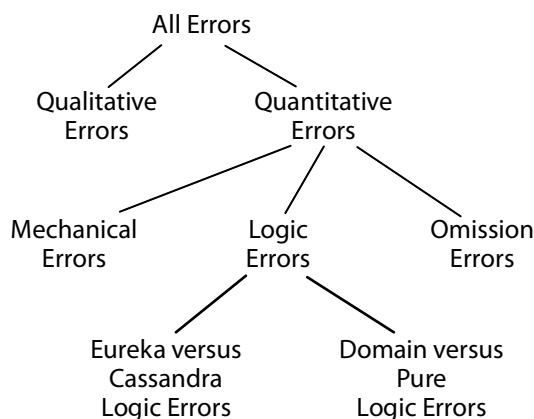 All Errors
Qualitative
Errors
Quantitative
Errors
Mechanical
Errors
Logic
Errors
Omission
Errors
Eureka versus
Cassandra
Logic Errors
Domain versus
Pure
Logic Errors